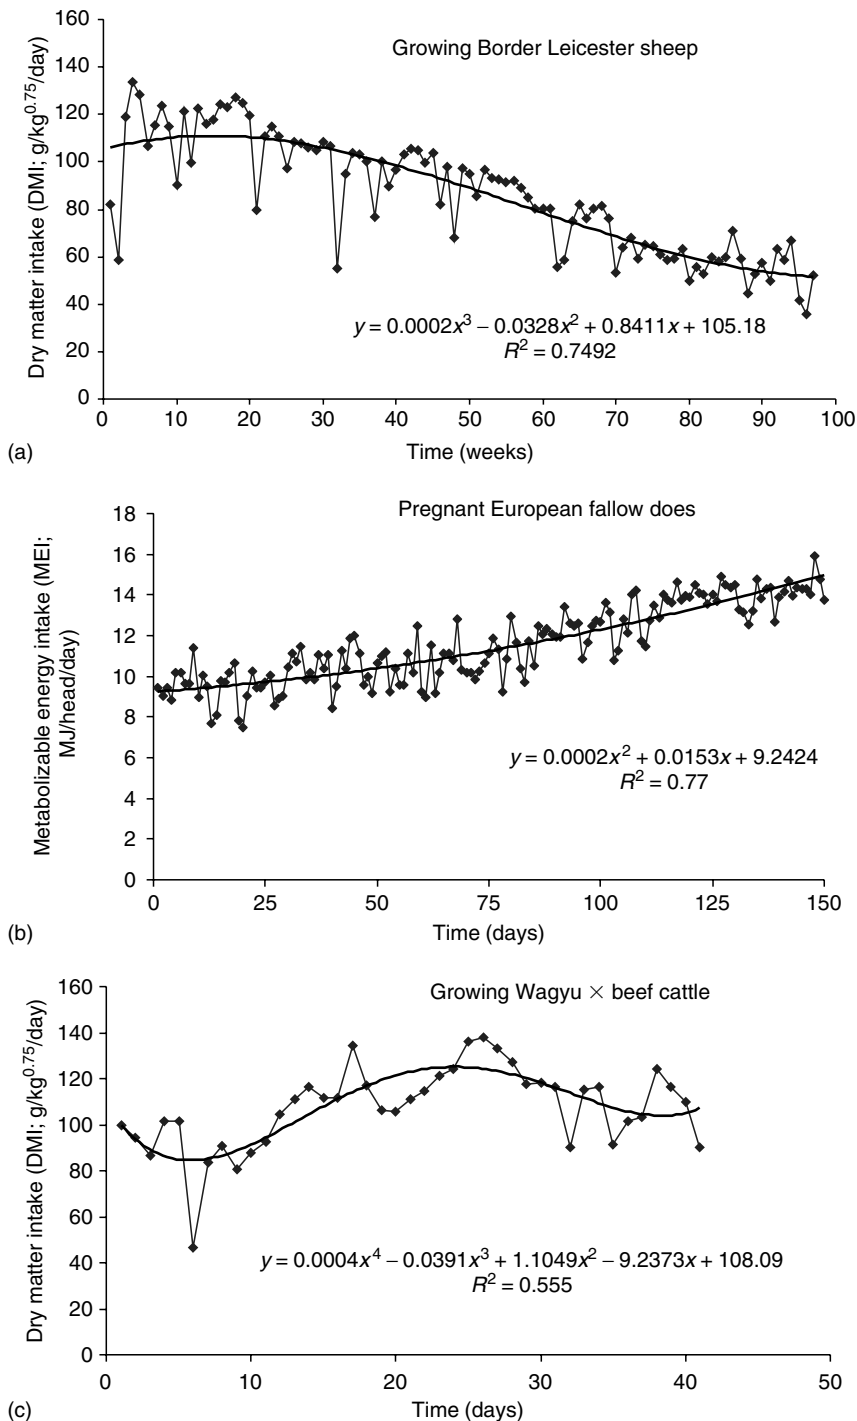 Growing Border Leicester sheep
Dry matter intake (DMI; g/kg^0.75/day)
160
140
120
100
80
60
40
20
0
y = 0.0002x³ − 0.0328x² + 0.8411x + 105.18
R² = 0.7492
0 10 20 30 40 50 60 70 80 90 100
Time (weeks)
(a)
Pregnant European fallow does
Metabolizable energy intake (MEI;
MJ/head/day)
18
16
14
12
10
8
6
4
2
0
y = 0.0002x² + 0.0153x + 9.2424
R² = 0.77
0 25 50 75 100 125 150
Time (days)
(b)
Growing Wagyu × beef cattle
Dry matter intake (DMI; g/kg^0.75/day)
160
140
120
100
80
60
40
20
0
y = 0.0004x⁴ − 0.0391x³ + 1.1049x² − 9.2373x + 108.09
R² = 0.555
0 10 20 30 40 50
Time (days)
(c)